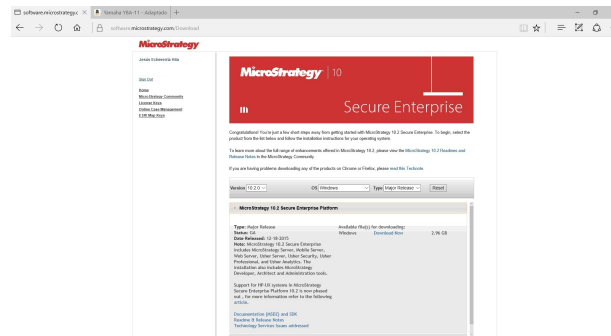 software.microstrategy.c
Yamaha YBA-11 - Adaptado
software.microstrategy.com/Download
MicroStrategy
Jesús Echeverría Rita
Sign Out
Home
MicroStrategy Community
License Keys
Online Case Management
ESRI Map Keys
MicroStrategy 10
Secure Enterprise
Congratulations! You're just a few short steps away from getting started with MicroStrategy 10.2 Secure Enterprise. To begin, select the
product from the list below and follow the installation instructions for your operating system.
To learn more about the full range of enhancements offered in MicroStrategy 10.2, please view the MicroStrategy 10.2 Readmes and
Release Notes in the MicroStrategy Community.
If you are having problems downloading any of the products on Chrome or Firefox, please read this Technote.
Version 10.2.0 OS Windows Type Major Release Reset
MicroStrategy 10.2 Secure Enterprise Platform
Type: Major Release Available file(s) for downloading:
Status: GA Windows Download Now 2.96 GB
Date Released: 12-18-2015
Note: MicroStrategy 10.2 Secure Enterprise
includes MicroStrategy Server, Mobile Server,
Web Server, Usher Server, Usher Security, Usher
Professional, and Usher Analytics. The
installation also includes MicroStrategy
Developer, Architect and Administration tools.
Support for HP UX systems in MicroStrategy
Secure Enterprise Platform 10.2 is now phased
out.. for more information refer to the following
article.
Documentation (HSEZ) and SDK
Readme & Release Notes
Technology Services Issues addressed